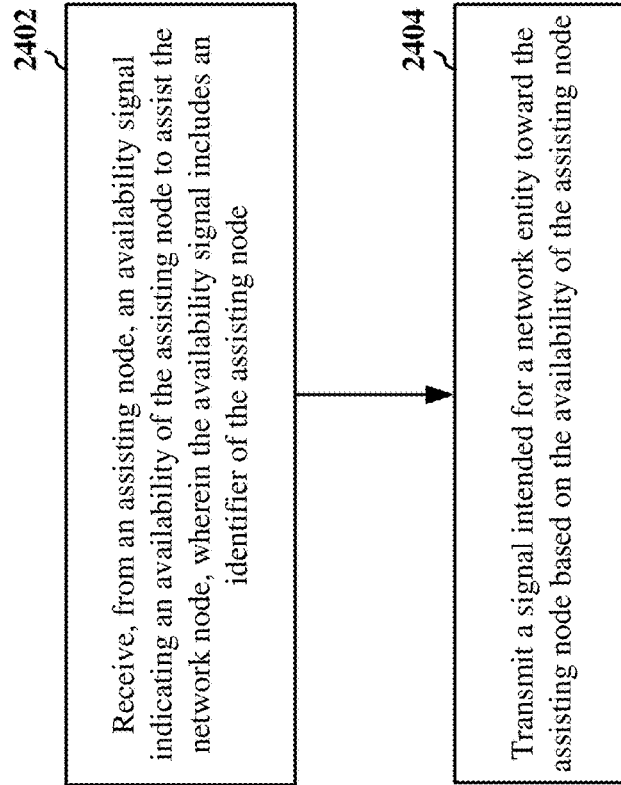 2402
Receive, from an assisting node, an availability signal
indicating an availability of the assisting node to assist the
network node, wherein the availability signal includes an
identifier of the assisting node
2404
Transmit a signal intended for a network entity toward the
assisting node based on the availability of the assisting node